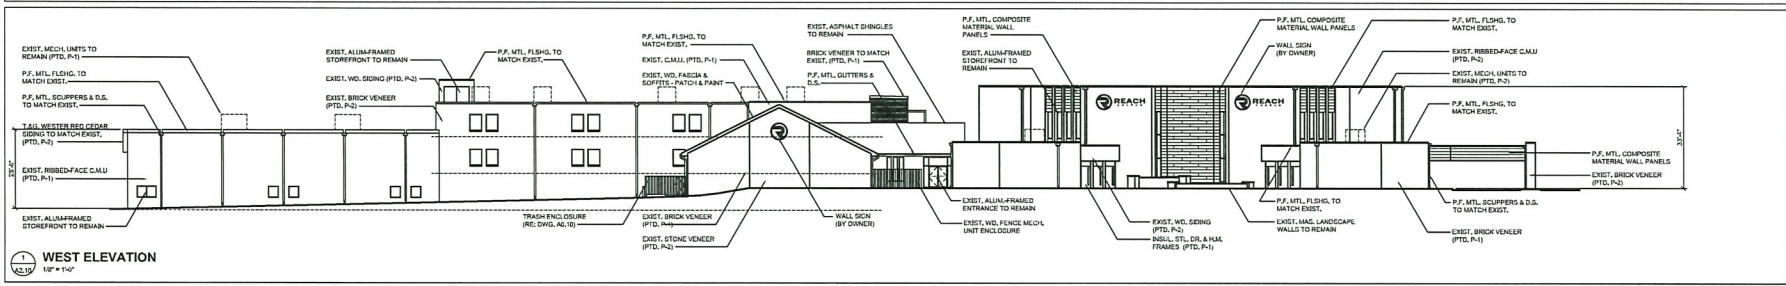 EXIST. MECH. UNITS TO
REMAIN (PTD. P-1)
P.F. MTL. FLSHG. TO
MATCH EXIST.
P.F. MTL. SCUPPERS & D.S.
TO MATCH EXIST.
T.&G. WESTER RED CEDAR
SIDING TO MATCH EXIST.
(PTD. P-2)
25'-0"
EXIST. RIBBED-FACE C.M.U
(PTD. P-1)
EXIST. ALUM-FRAMED
STOREFRONT TO REMAIN
EXIST. ALUM-FRAMED
STOREFRONT TO REMAIN
EXIST. WD. SIDING (PTD. P-2)
EXIST. BRICK VENEER
(PTD. P-2)
P.F. MTL. FLSHG. TO
MATCH EXIST.
P.F. MTL. FLSHG. TO
MATCH EXIST.
EXIST. C.M.U. (PTD. P-1)
EXIST. WD. FASCIA &
SOFFITS - PATCH & PAINT
TRASH ENCLOSURE
(RE: DWG. A0.10)
EXIST. BRICK VENEER
(PTD. P-1)
EXIST. STONE VENEER
(PTD. P-2)
EXIST. ASPHALT SHINGLES
TO REMAIN
BRICK VENEER TO MATCH
EXIST. (PTD. P-1)
P.F. MTL. GUTTERS &
D.S.
R
WALL SIGN
(BY OWNER)
P.F. MTL. COMPOSITE
MATERIAL WALL
PANELS
EXIST. ALUM-FRAMED
STOREFRONT TO
REMAIN
EXIST. ALUM.-FRAMED
ENTRANCE TO REMAIN
EXIST. WD. FENCE MECH.
UNIT ENCLOSURE
REACH
REACH
EXIST. WD. SIDING
(PTD. P-2)
INSUL. STL. DR. & H.M.
FRAMES (PTD. P-1)
P.F. MTL. COMPOSITE
MATERIAL WALL PANELS
WALL SIGN
(BY OWNER)
P.F. MTL. FLSHG. TO
MATCH EXIST.
EXIST. MAS. LANDSCAPE
WALLS TO REMAIN
P.F. MTL. FLSHG. TO
MATCH EXIST.
EXIST. RIBBED-FACE C.M.U
(PTD. P-2)
EXIST. MECH. UNITS TO
REMAIN (PTD. P-2)
P.F. MTL. FLSHG. TO
MATCH EXIST.
P.F. MTL. SCUPPERS & D.S.
TO MATCH EXIST.
EXIST. BRICK VENEER
(PTD. P-1)
33'-4"
P.F. MTL. COMPOSITE
MATERIAL WALL PANELS
EXIST. BRICK VENEER
(PTD. P-2)
1
A2.10
WEST ELEVATION
1/8" = 1'-0"